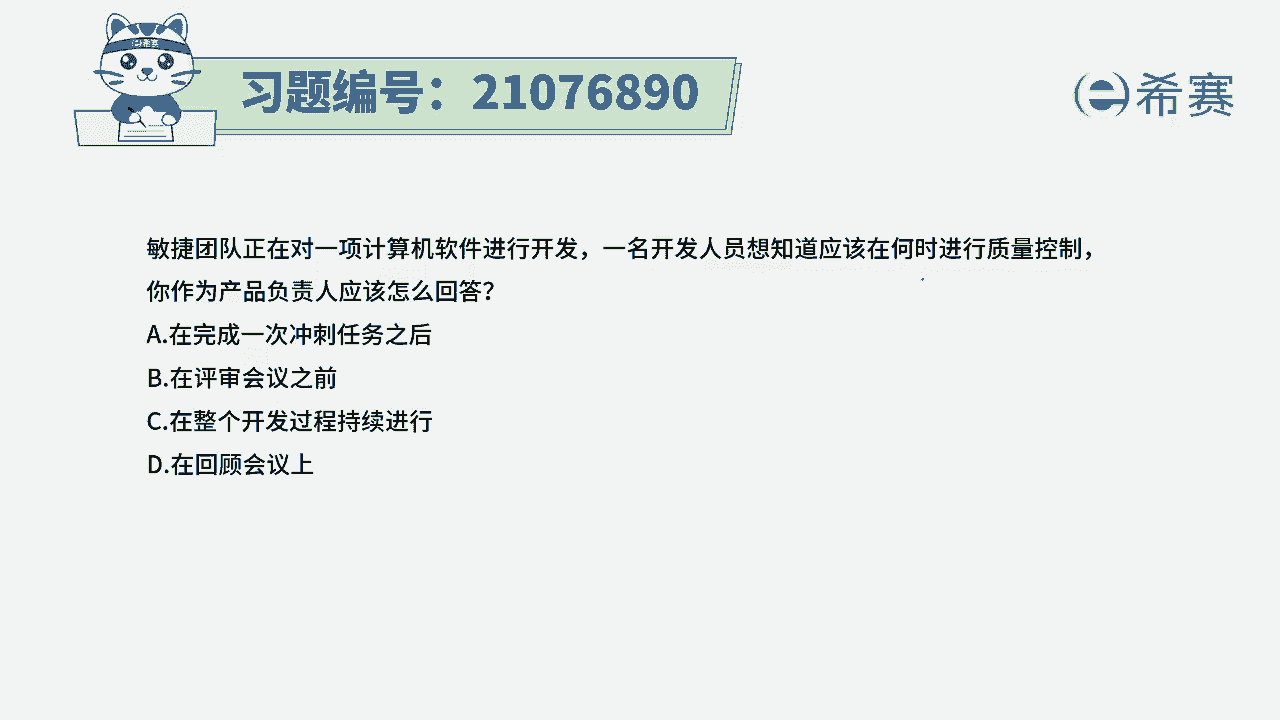 习题编号：21076890
希赛
希赛
敏捷团队正在对一项计算机软件进行开发，一名开发人员想知道应该在何时进行质量控制，
你作为产品负责人应该怎么回答？
A.在完成一次冲刺任务之后
B.在评审会议之前
C.在整个开发过程持续进行
D.在回顾会议上